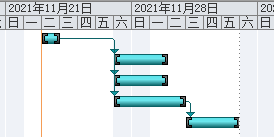 2021年11月21日 2021年11月28日
日 一 二 三 四 五 六 日 一 二 三 四 五 六